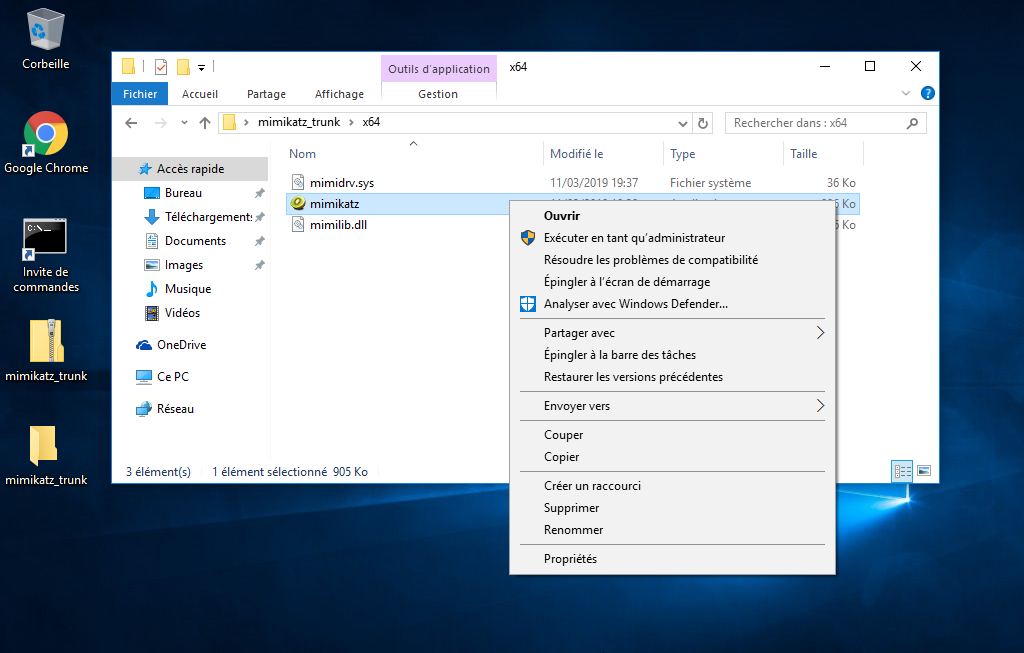 Corbeille
Google Chrome
C:\_
Invite de
commandes
mimikatz_trunk
mimikatz_trunk
Outils d'application
x64
Fichier
Accueil
Partage
Affichage
Gestion
?
mimikatz_trunk > x64
Rechercher dans : x64
Accès rapide
Bureau
Téléchargement:
Documents
Images
Musique
Vidéos
OneDrive
Ce PC
Réseau
Nom
Modifié le
Type
Taille
mimidrv.sys
11/03/2019 19:37
Fichier système
36 Ko
mimikatz
Ko
mimilib.dll
Ko
Ouvrir
Exécuter en tant qu'administrateur
Résoudre les problèmes de compatibilité
Épingler à l'écran de démarrage
Analyser avec Windows Defender...
Partager avec
Épingler à la barre des tâches
Restaurer les versions précédentes
Envoyer vers
Couper
Copier
Créer un raccourci
Supprimer
Renommer
Propriétés
3 élément(s)
1 élément sélectionné 905 Ko